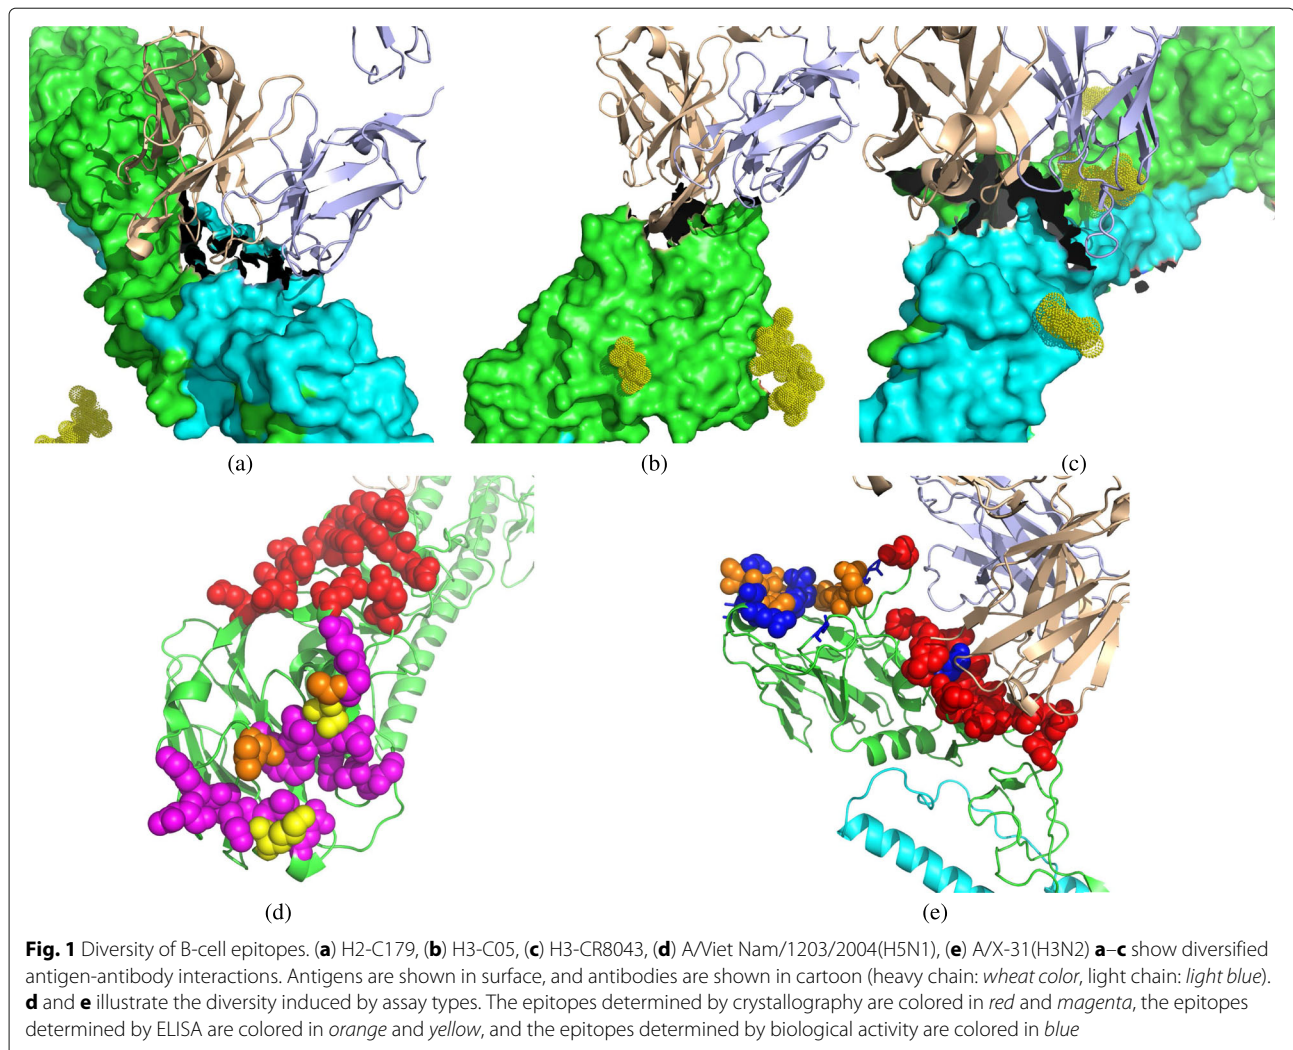 (a)
(b)
(c)
(d)
(e)
Fig. 1 Diversity of B-cell epitopes. (a) H2-C179, (b) H3-C05, (c) H3-CR8043, (d) A/Viet Nam/1203/2004(H5N1), (e) A/X-31(H3N2) a–c show diversified
antigen-antibody interactions. Antigens are shown in surface, and antibodies are shown in cartoon (heavy chain: wheat color, light chain: light blue).
d and e illustrate the diversity induced by assay types. The epitopes determined by crystallography are colored in red and magenta, the epitopes
determined by ELISA are colored in orange and yellow, and the epitopes determined by biological activity are colored in blue